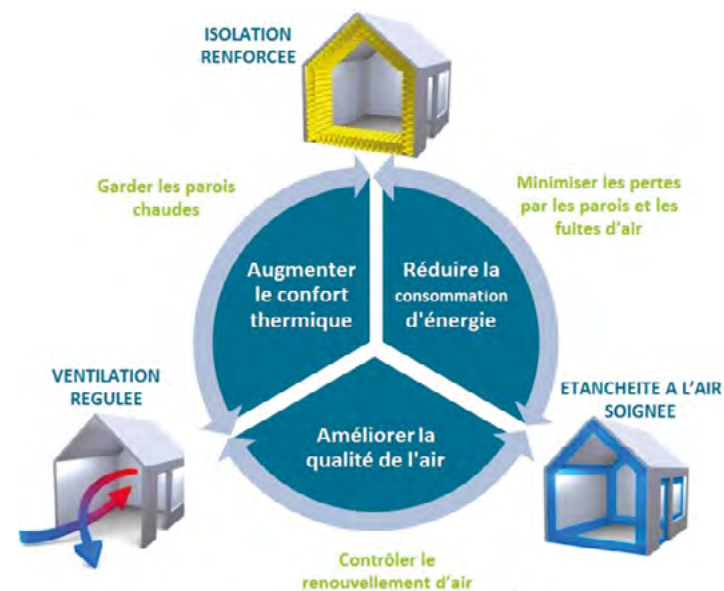 ISOLATION
RENFORCEE
Garder les parois
chaudes
Minimiser les pertes
par les parois et les
fuites d'air
Augmenter
le confort
thermique
Réduire la
consommation
d'énergie
VENTILATION
REGULEE
ETANCHEITE A L'AIR
SOIGNEE
Améliorer la
qualité de l'air
Contrôler le
renouvellement d'air